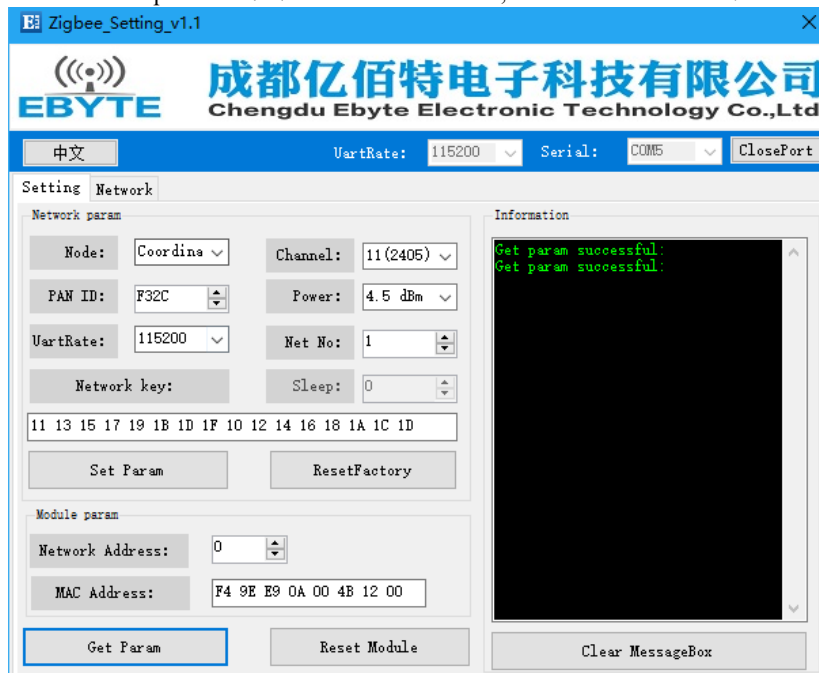 Zigbee_Setting_v1.1
EBYTE
成都亿佰特电子科技有限公司
Chengdu Ebyte Electronic Technology Co.,Ltd
中文 UartRate: 115200 Serial: COM5 ClosePort
Setting Network
Network param
Node: Coordina Channel: 11(2405)
PAN ID: F32C Power: 4.5 dBm
UartRate: 115200 Net No: 1
Network key: Sleep: 0
11 13 15 17 19 1B 1D 1F 10 12 14 16 18 1A 1C 1D
Set Param ResetFactory
Module param
Network Address: 0
MAC Address: F4 9E E9 0A 00 4B 12 00
Get Param Reset Module
Information
Get param successful:
Get param successful:
Clear MessageBox